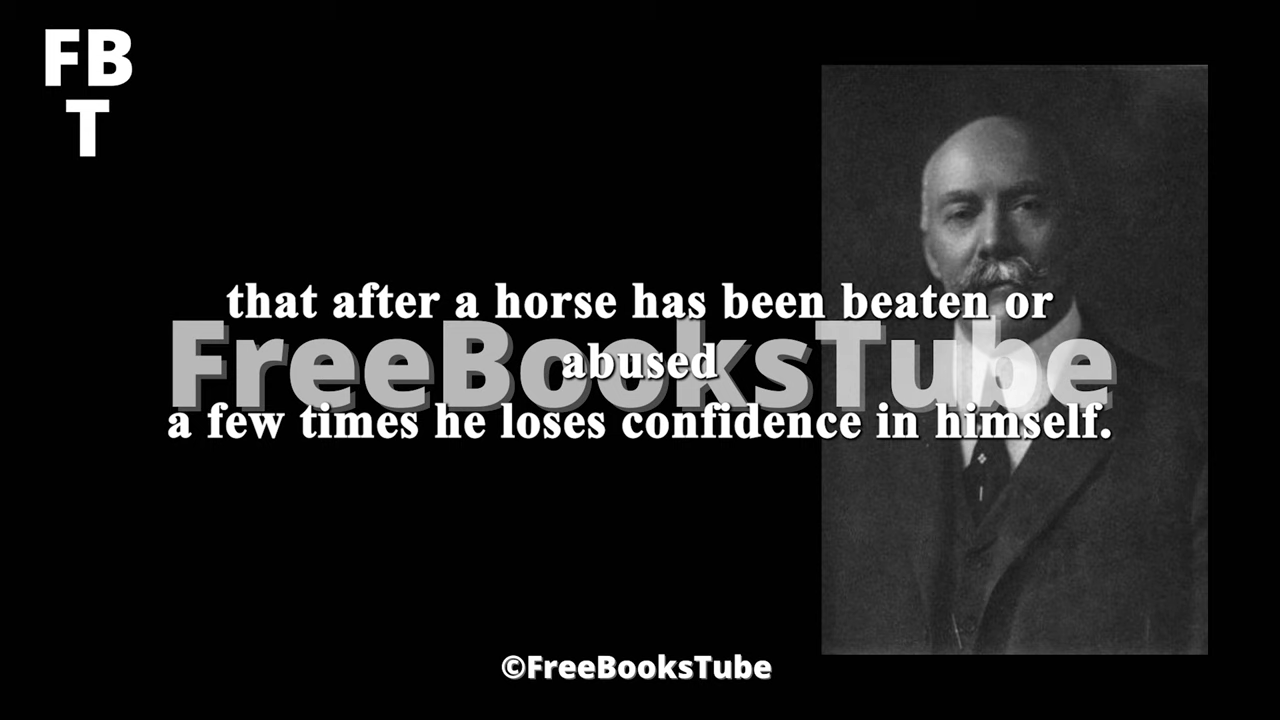 FB
T
that after a horse has been beaten or
FreeBooksTube
abused
a few times he loses confidence in himself.
©FreeBooksTube